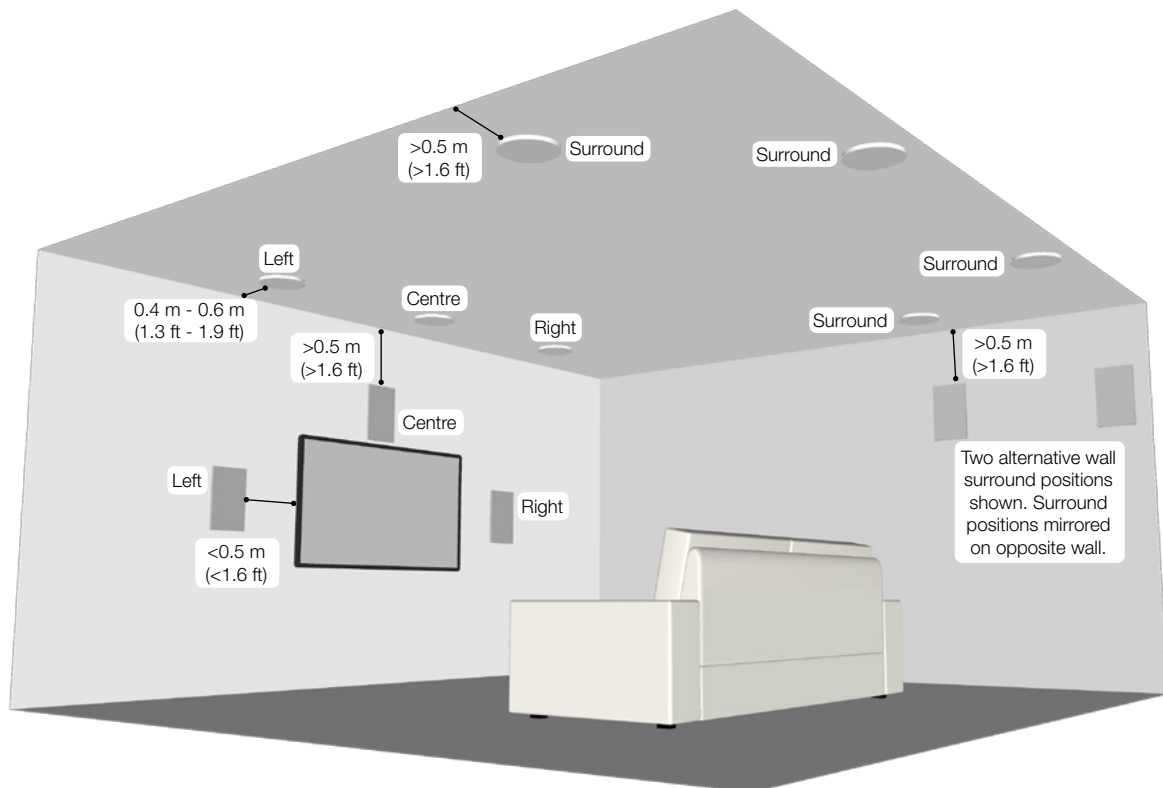 >0.5 m
(>1.6 ft)
Surround
Surround
Left
0.4 m - 0.6 m
(1.3 ft - 1.9 ft)
Centre
Right
Surround
Surround
>0.5 m
(>1.6 ft)
>0.5 m
(>1.6 ft)
Centre
Left
<0.5 m
(<1.6 ft)
Right
Two alternative wall
surround positions
shown. Surround
positions mirrored
on opposite wall.